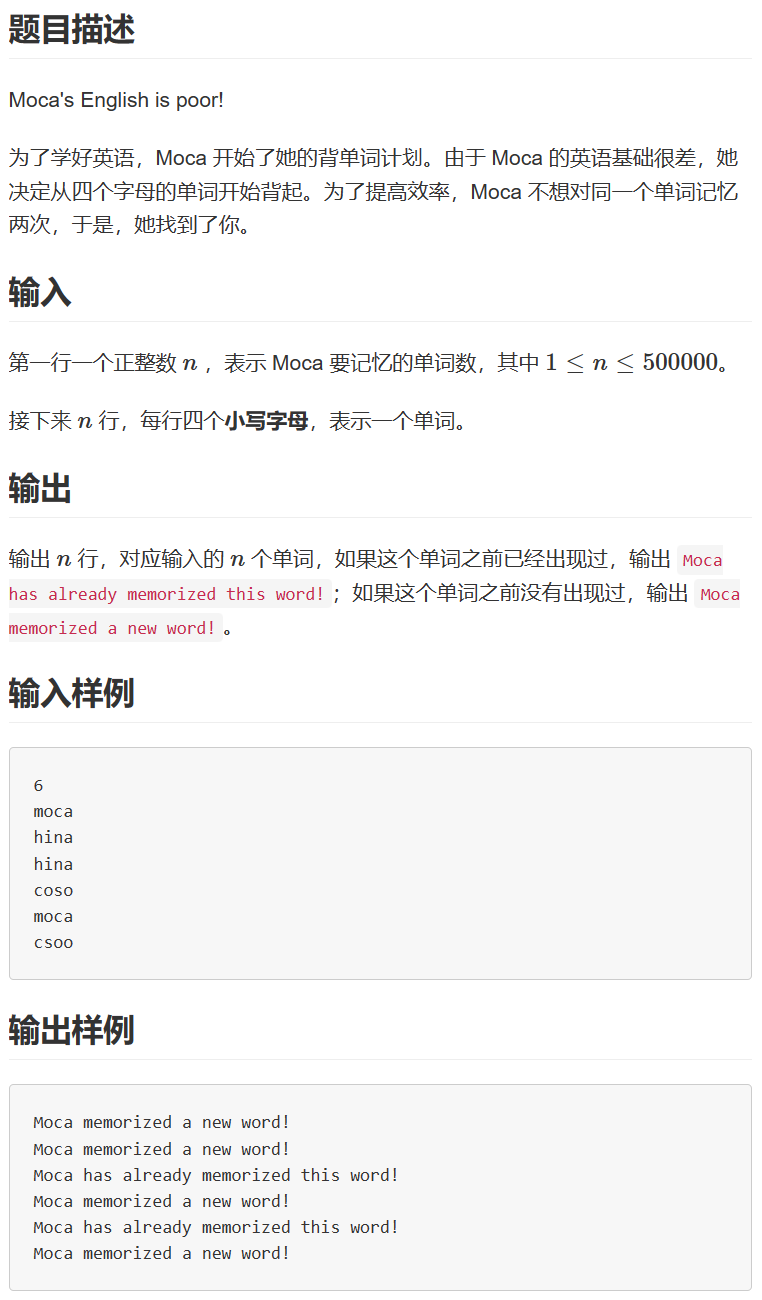 题目描述
Moca's English is poor!
为了学好英语，Moca 开始了她的背单词计划。由于 Moca 的英语基础很差，她
决定从四个字母的单词开始背起。为了提高效率，Moca 不想对同一个单词记忆
两次，于是，她找到了你。
输入
第一行一个正整数 n ，表示 Moca 要记忆的单词数，其中 1 ≤ n ≤ 500000。
接下来 n 行，每行四个小写字母，表示一个单词。
输出
输出 n 行，对应输入的 n 个单词，如果这个单词之前已经出现过，输出 Moca
has already memorized this word!；如果这个单词之前没有出现过，输出 Moca
memorized a new word!。
输入样例
6
moca
hina
hina
coso
moca
csoo
输出样例
Moca memorized a new word!
Moca memorized a new word!
Moca has already memorized this word!
Moca memorized a new word!
Moca has already memorized this word!
Moca memorized a new word!